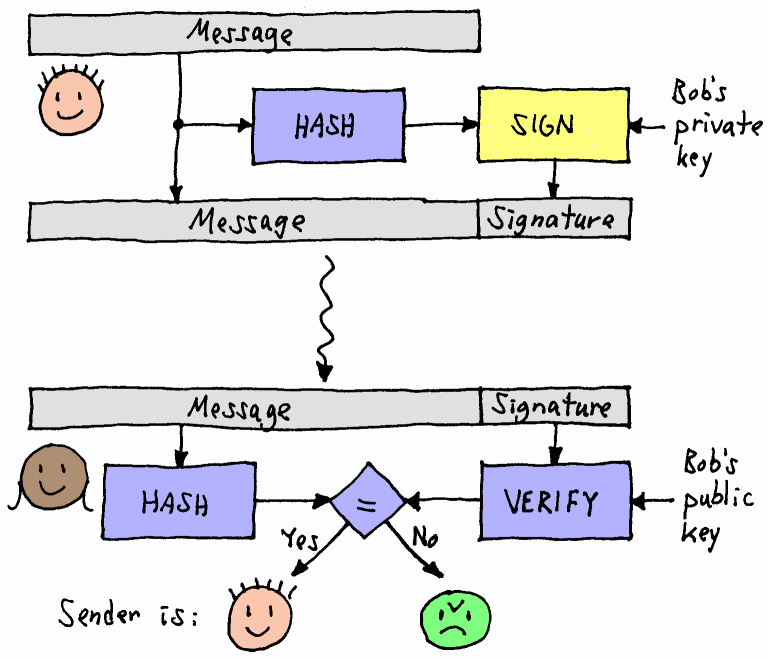 Message
HASH
SIGN
Bob's
private
key
Message
Signature
Message
Signature
HASH
=
VERIFY
Bob's
public
key
Yes
No
Sender is: